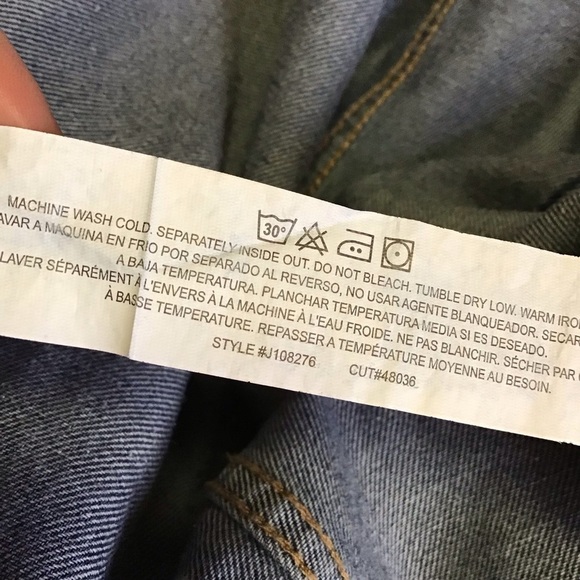 30°
MACHINE WASH COLD. SEPARATELY INSIDE OUT. DO NOT BLEACH. TUMBLE DRY LOW. WARM IRON
AVAR A MAQUINA EN FRIO POR SEPARADO AL REVERSO, NO USAR AGENTE BLANQUEADOR. SECAR
A BAJA TEMPERATURA. PLANCHAR TEMPERATURA MEDIA SI ES DESEADO.
LAVER SÉPARÉMENT À L'ENVERS À LA MACHINE À L'EAU FROIDE. NE PAS BLANCHIR. SÉCHER PAR
À BASSE TEMPERATURE. REPASSER A TEMPÉRATURE MOYENNE AU BESOIN.
STYLE #J108276 CUT#48036